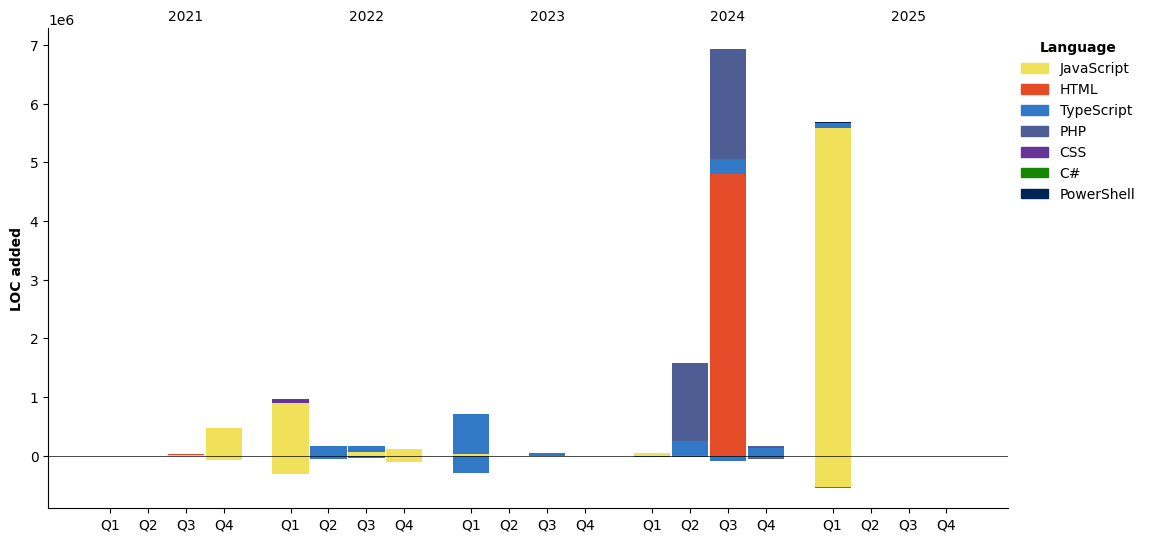 1e6
2021 2022 2023 2024 2025
7
6
5
4
3
2
1
0
LOC added
Q1 Q2 Q3 Q4 Q1 Q2 Q3 Q4 Q1 Q2 Q3 Q4 Q1 Q2 Q3 Q4 Q1 Q2 Q3 Q4
Language
JavaScript
HTML
TypeScript
PHP
CSS
C#
PowerShell